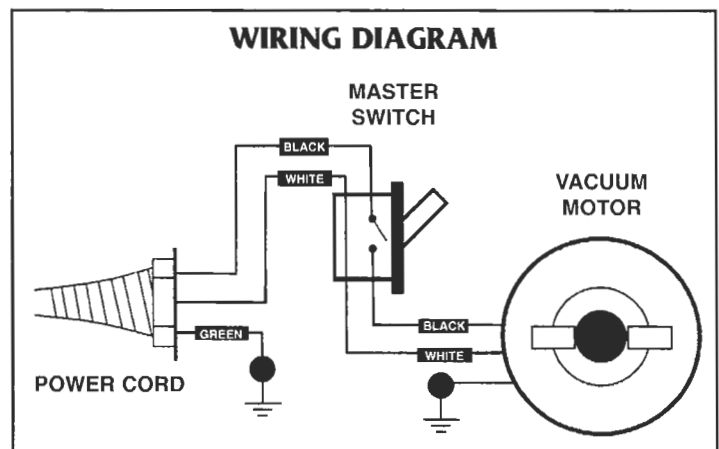 WIRING DIAGRAM
MASTER
SWITCH
BLACK
WHITE
VACUUM
MOTOR
BLACK
GREEN
WHITE
POWER CORD